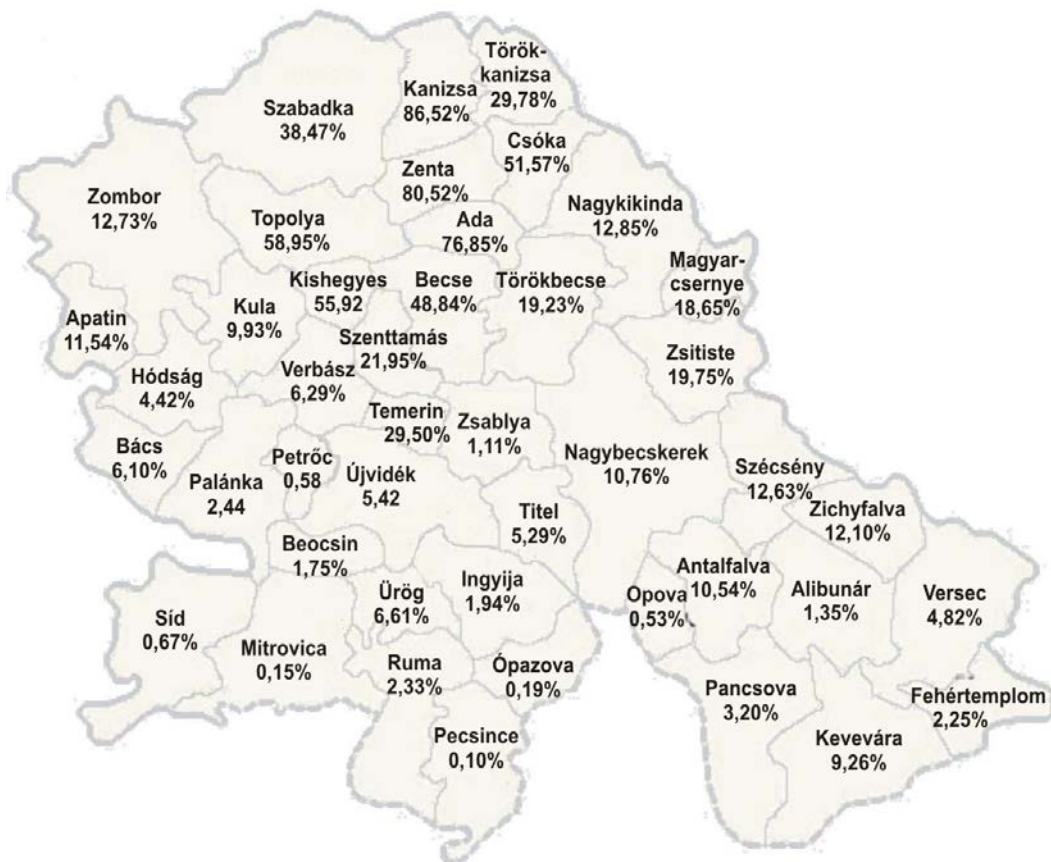 Török-
kanizsa
29,78%
Kanizsa
86,52%
Szabadka
38,47%
Csóka
51,57%
Zenta
80,52%
Zombor
12,73%
Nagykikinda
12,85%
Topolya
58,95%
Ada
76,85%
Magyar-
csernye
18,65%
Kishegyes
55,92
Becse
48,84%
Törökbecse
19,23%
Kula
9,93%
Apatin
11,54%
Szenttamás
21,95%
Zsitiste
19,75%
Hódság
4,42%
Verbász
6,29%
Temerin
29,50%
Zsablya
1,11%
Bács
6,10%
Petrőc
0,58
Nagybecskerek
10,76%
Szécsény
12,63%
Palánka
2,44
Újvidék
5,42
Zichyfalva
12,10%
Titel
5,29%
Beocsin
1,75%
Antalfalva
10,54%
Ingyija
1,94%
Ürög
6,61%
Opova
0,53%
Alibunár
1,35%
Versec
4,82%
Síd
0,67%
Mitrovica
0,15%
Ruma
2,33%
Ópazova
0,19%
Pancsova
3,20%
Fehértemplom
2,25%
Pecsince
0,10%
Kevevára
9,26%